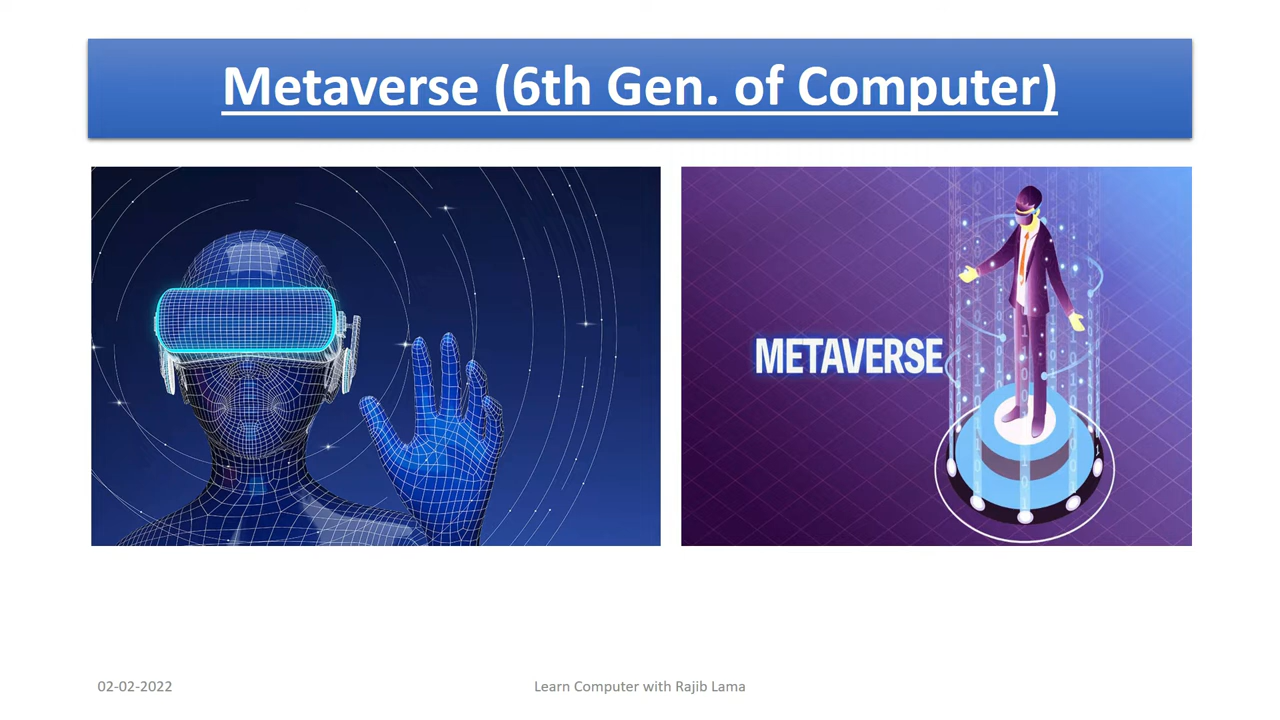 Metaverse (6th Gen. of Computer)
METAVERSE
02-02-2022
Learn Computer with Rajib Lama